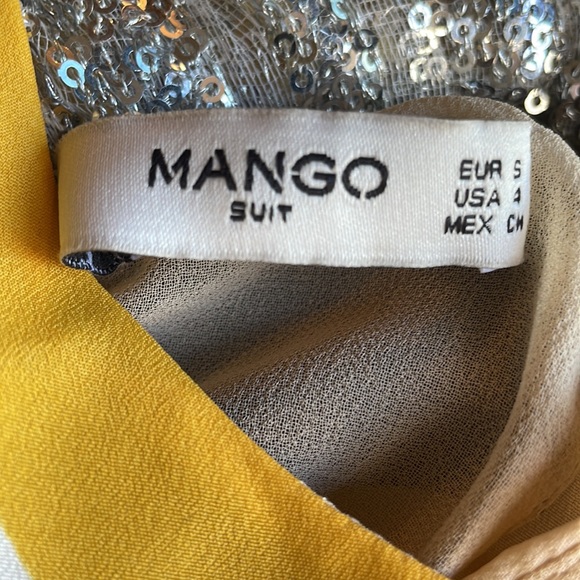 MANGO
SUIT
EUR S
USA 4
MEX CH